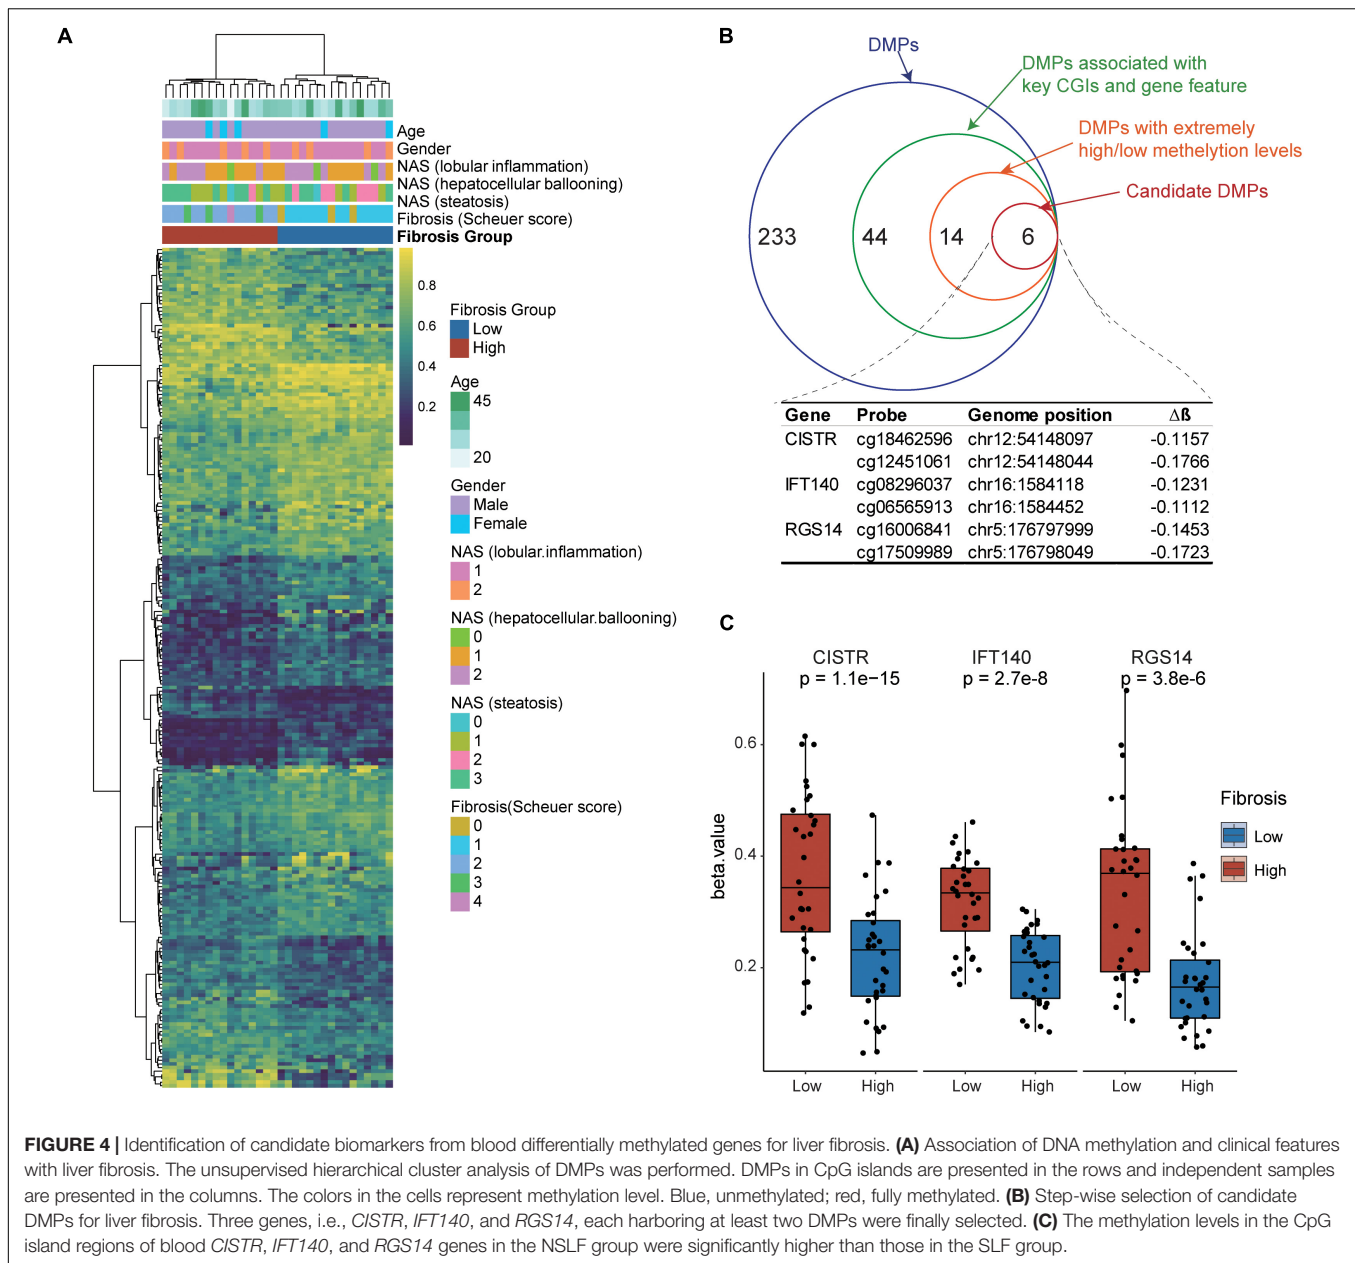 A
Age
Gender
NAS (lobular inflammation)
NAS (hepatocellular ballooning)
NAS (steatosis)
Fibrosis (Scheuer score)
Fibrosis Group
0.8
0.6
0.4
0.2
Fibrosis Group
Low
High
Age
45
20
Gender
Male
Female
NAS (lobular.inflammation)
1
2
NAS (hepatocellular.ballooning)
0
1
2
NAS (steatosis)
0
1
2
3
Fibrosis(Scheuer score)
0
1
2
3
4
B
DMPs
DMPs associated with
key CGIs and gene feature
DMPs with extremely
high/low methelytion levels
Candidate DMPs
233 44 14 6
Gene Probe Genome position Δß
CISTR cg18462596 chr12:54148097 -0.1157
cg12451061 chr12:54148044 -0.1766
IFT140 cg08296037 chr16:1584118 -0.1231
cg06565913 chr16:1584452 -0.1112
RGS14 cg16006841 chr5:176797999 -0.1453
cg17509989 chr5:176798049 -0.1723
C
CISTR IFT140 RGS14
p = 1.1e−15 p = 2.7e-8 p = 3.8e-6
beta.value
0.6
0.4
0.2
Low High Low High Low High
Fibrosis
Low
High
FIGURE 4 | Identification of candidate biomarkers from blood differentially methylated genes for liver fibrosis. (A) Association of DNA methylation and clinical features
with liver fibrosis. The unsupervised hierarchical cluster analysis of DMPs was performed. DMPs in CpG islands are presented in the rows and independent samples
are presented in the columns. The colors in the cells represent methylation level. Blue, unmethylated; red, fully methylated. (B) Step-wise selection of candidate
DMPs for liver fibrosis. Three genes, i.e., CISTR, IFT140, and RGS14, each harboring at least two DMPs were finally selected. (C) The methylation levels in the CpG
island regions of blood CISTR, IFT140, and RGS14 genes in the NSLF group were significantly higher than those in the SLF group.